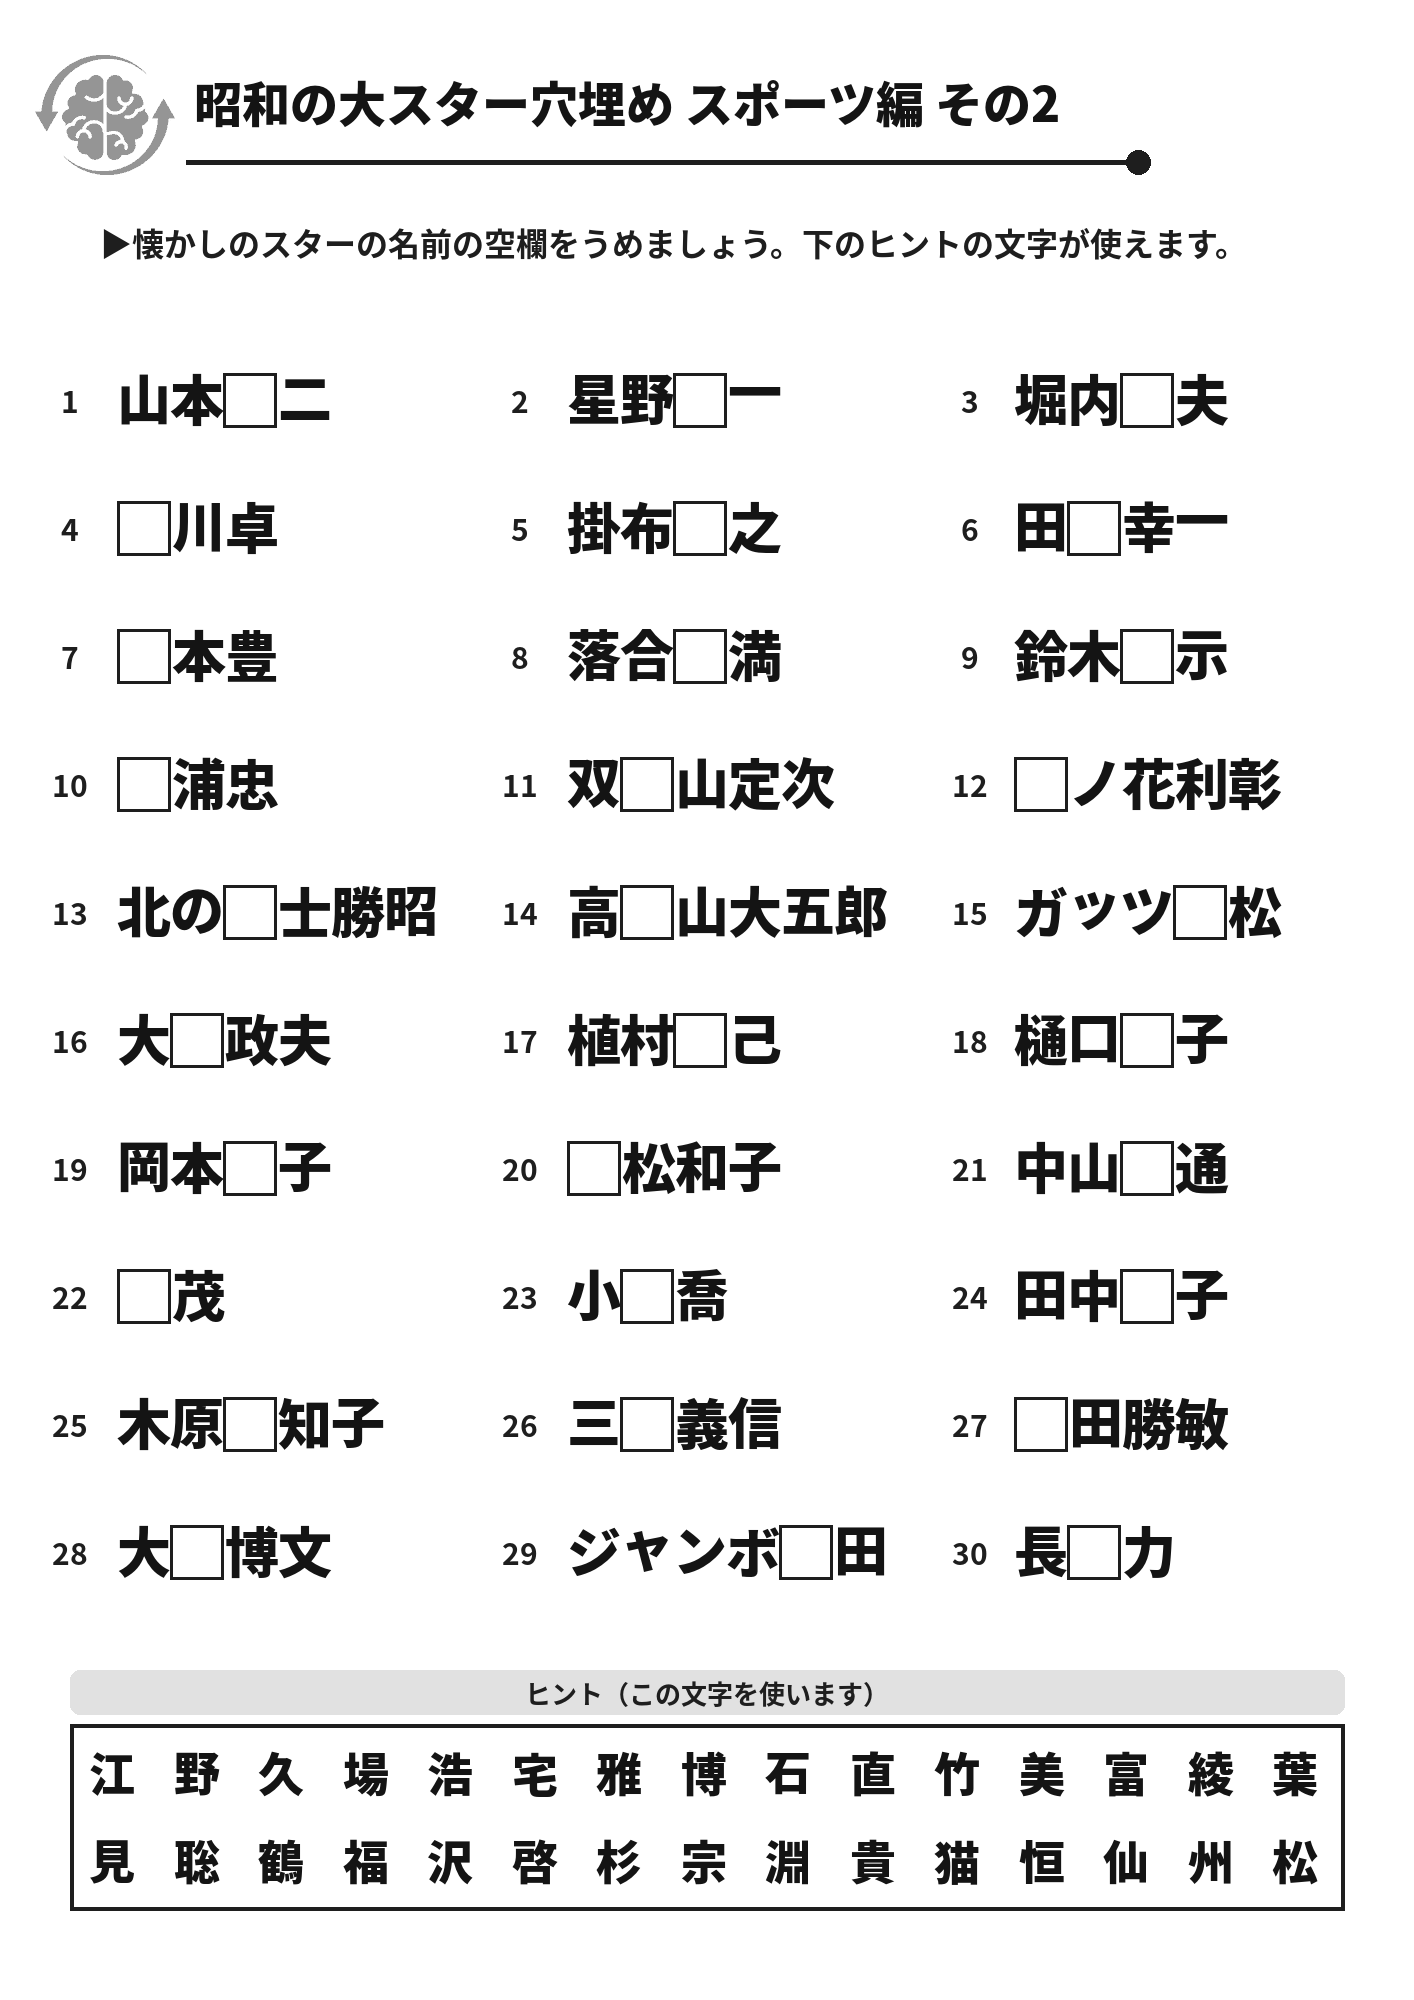 昭和の大スター穴埋め スポーツ編 その2
▶懐かしのスターの名前の空欄をうめましょう。下のヒントの文字が使えます。
1 山本□二 2 星野□一 3 堀内□夫
4 □川卓 5 掛布□之 6 田□幸一
7 □本豊 8 落合□満 9 鈴木□示
10 □浦忠 11 双□山定次 12 □ノ花利彰
13 北の□士勝昭 14 高□山大五郎 15 ガッツ□松
16 大□政夫 17 植村□己 18 樋口□子
19 岡本□子 20 □松和子 21 中山□通
22 □茂 23 小□喬 24 田中□子
25 木原□知子 26 三□義信 27 □田勝敏
28 大□博文 29 ジャンボ□田 30 長□力
ヒント（この文字を使います）
江 野 久 場 浩 宅 雅 博 石 直 竹 美 富 綾 葉
見 聡 鶴 福 沢 啓 杉 宗 淵 貴 猫 恒 仙 州 松